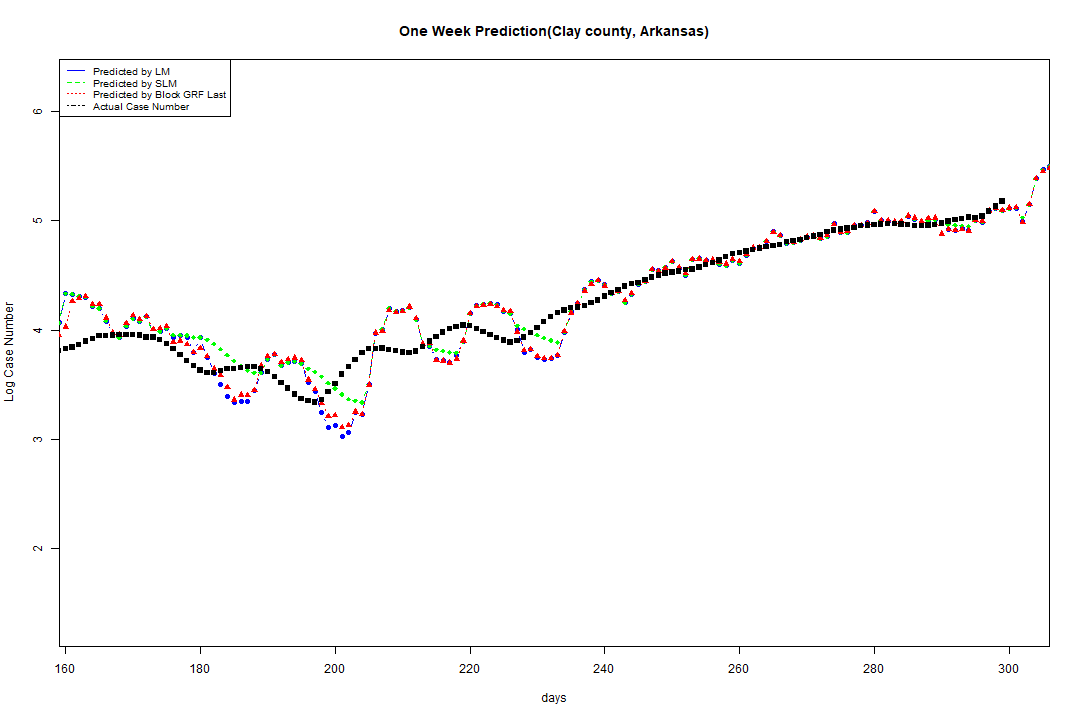 One Week Prediction(Clay county, Arkansas)
Predicted by LM
Predicted by SLM
Predicted by Block GRF Last
Actual Case Number
6
5
4
3
2
Log Case Number
160 180 200 220 240 260 280 300
days